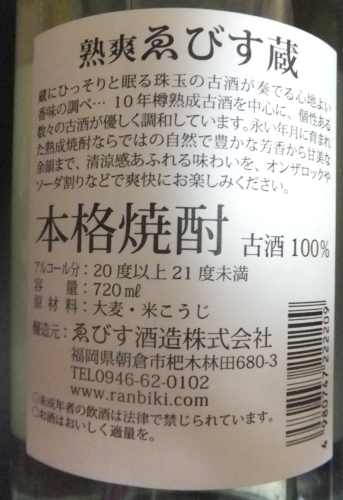 熟爽ゑびす蔵
蔵にひっそりと眠る珠玉の古酒が奏でる心地よい
香味の調べ… 10年樽熟成古酒を中心に、個性ある
数々の古酒が優しく調和しています。永い年月に育まれ
た熟成焼酎ならではの自然で豊かな芳香から甘美な
余韻まで、清涼感あふれる味わいを、オンザロックや
ソーダ割りなどで爽快にお楽しみください。
本格焼酎 古酒100%
アルコール分：20度以上21度未満
容量：720㎖
原材料：大麦・米こうじ
醸造元：ゑびす酒造株式会社
福岡県朝倉市杷木林田680-3
TEL0946-62-0102
www.ranbiki.com
○未成年者の飲酒は法律で禁じられています。
○お酒はおいしく適量を。
4980747222209